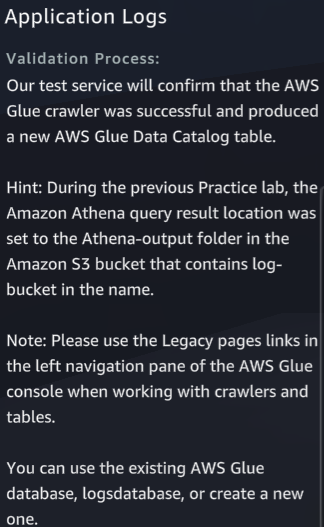 Application Logs
Validation Process:
Our test service will confirm that the AWS
Glue crawler was successful and produced
a new AWS Glue Data Catalog table.
Hint: During the previous Practice lab, the
Amazon Athena query result location was
set to the Athena-output folder in the
Amazon S3 bucket that contains log-
bucket in the name.
Note: Please use the Legacy pages links in
the left navigation pane of the AWS Glue
console when working with crawlers and
tables.
You can use the existing AWS Glue
database, logsdatabase, or create a new
one.